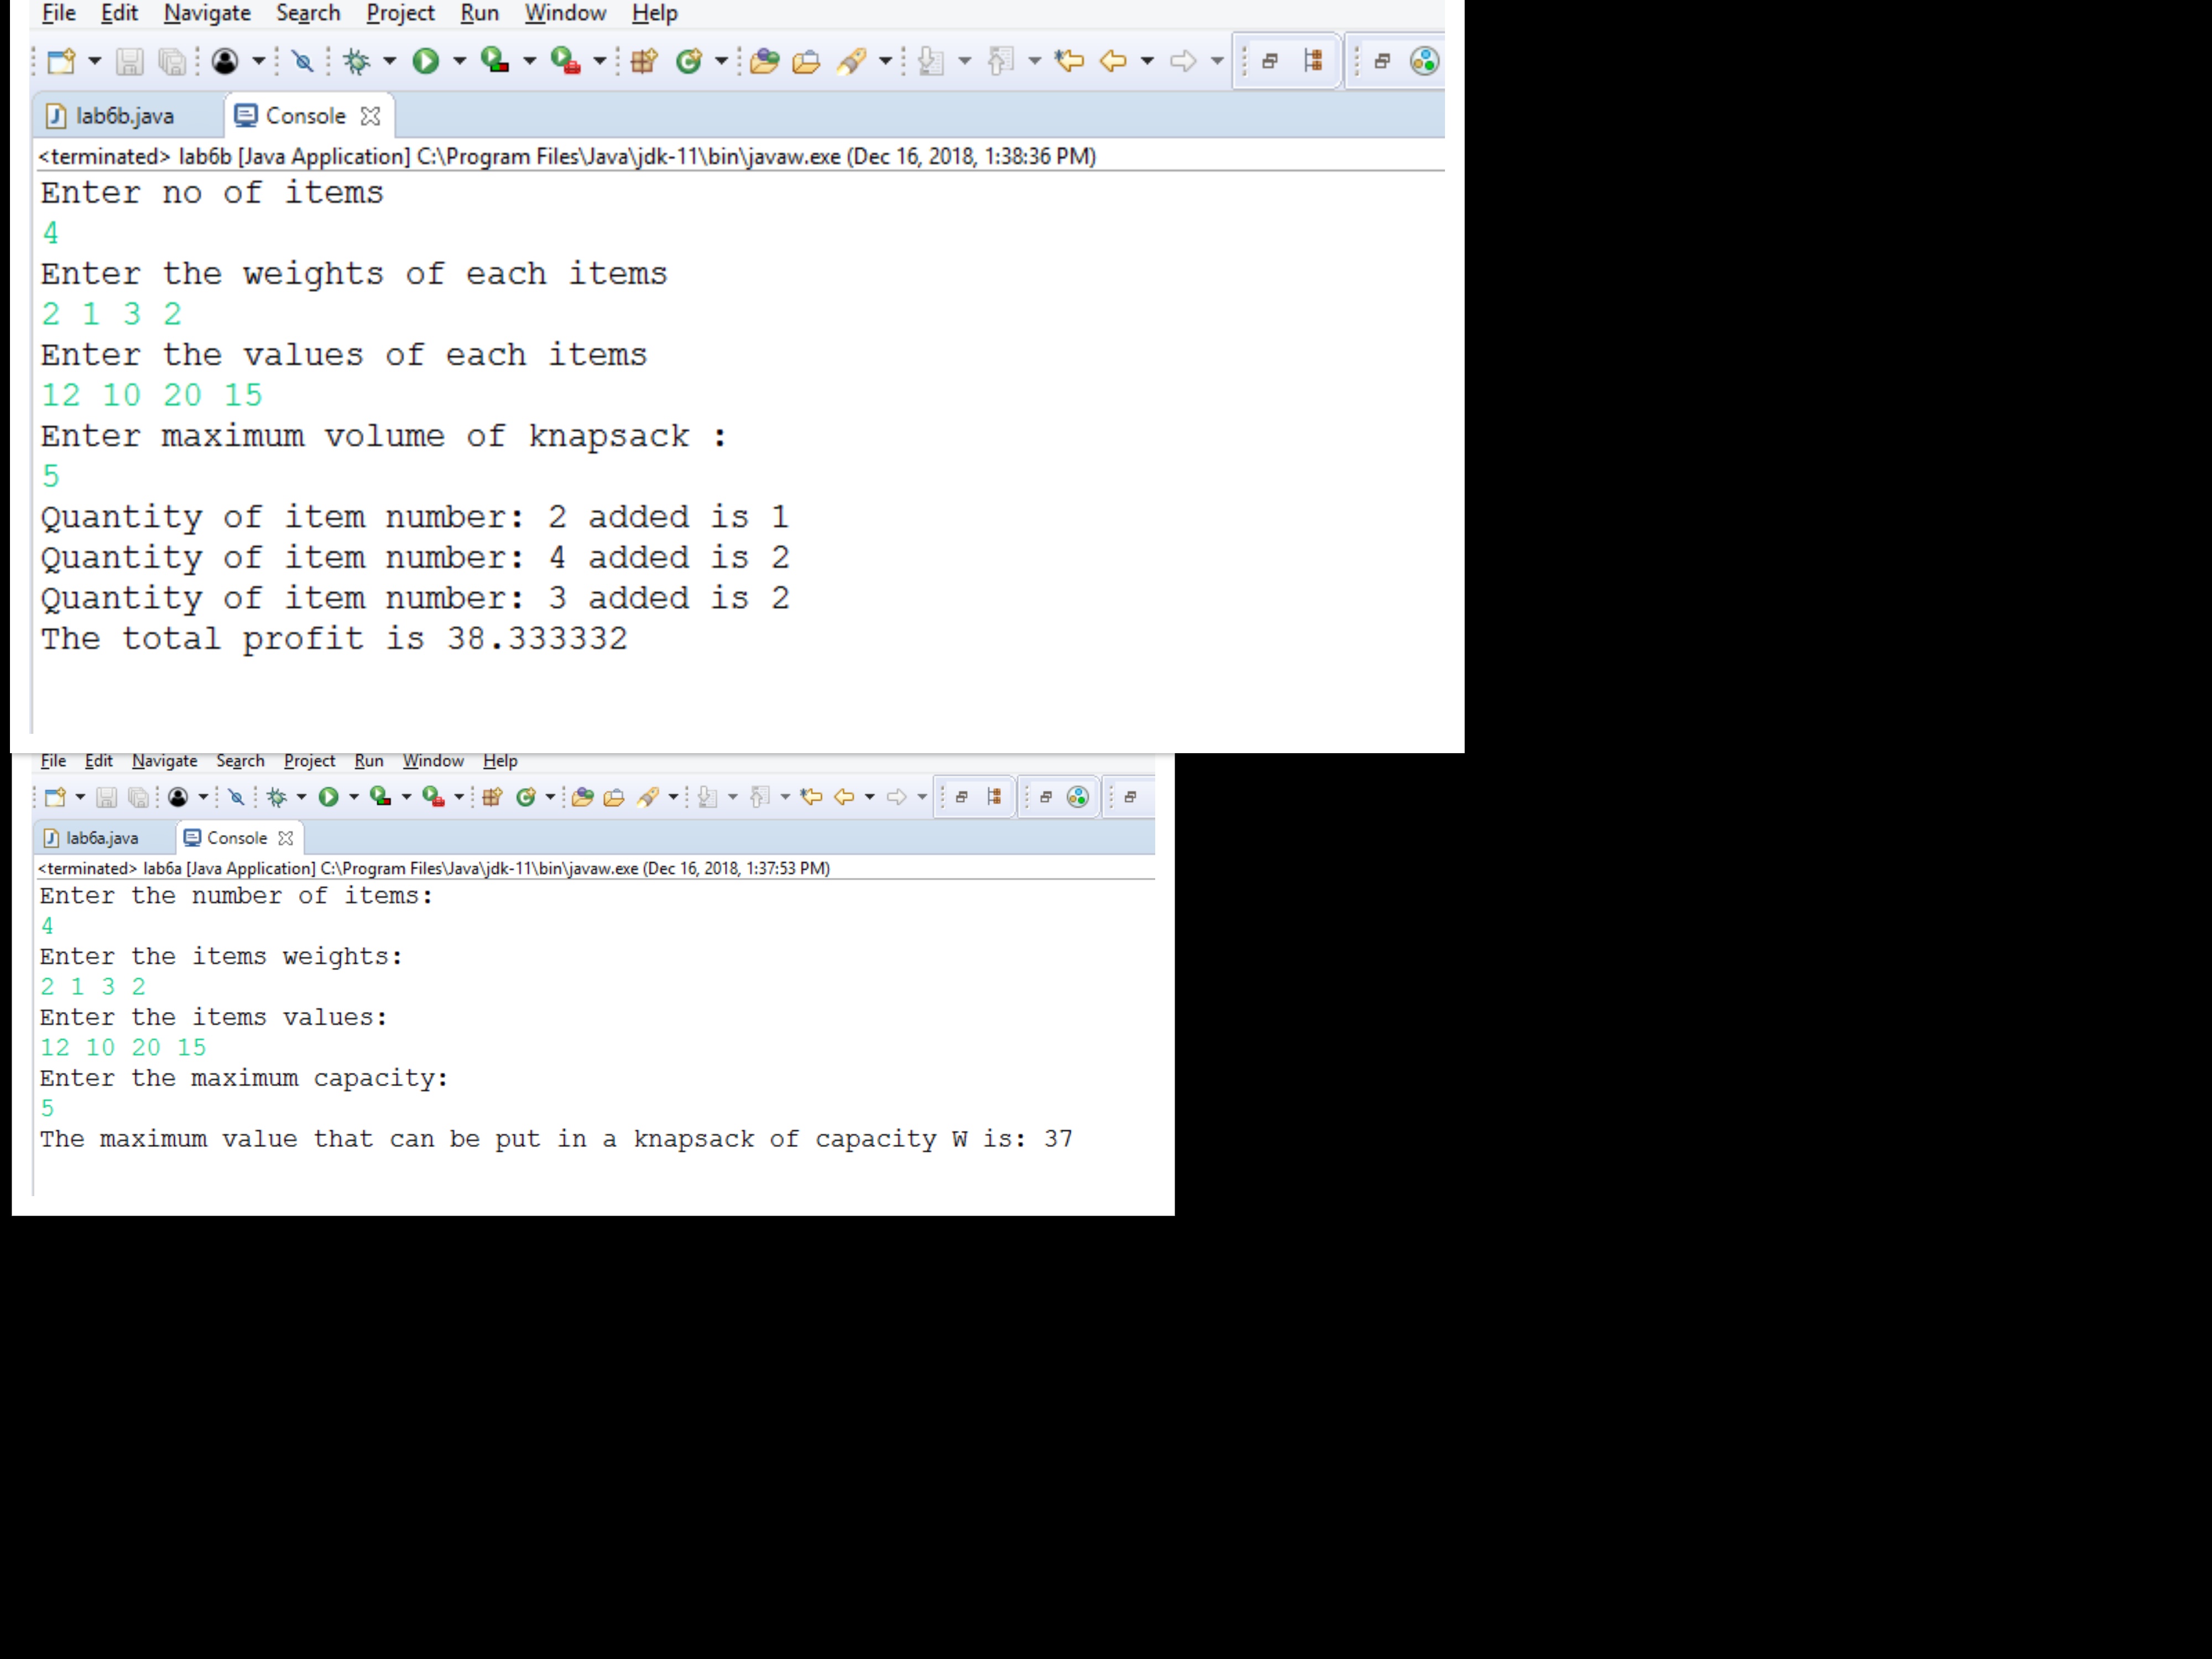 File Edit Navigate Search Project Run Window Help
lab6b.java Console
<terminated> lab6b [Java Application] C:\Program Files\Java\jdk-11\bin\javaw.exe (Dec 16, 2018, 1:38:36 PM)
Enter no of items
4
Enter the weights of each items
2 1 3 2
Enter the values of each items
12 10 20 15
Enter maximum volume of knapsack :
5
Quantity of item number: 2 added is 1
Quantity of item number: 4 added is 2
Quantity of item number: 3 added is 2
The total profit is 38.333332
File Edit Navigate Search Project Run Window Help
lab6a.java Console
<terminated> lab6a [Java Application] C:\Program Files\Java\jdk-11\bin\javaw.exe (Dec 16, 2018, 1:37:53 PM)
Enter the number of items:
4
Enter the items weights:
2 1 3 2
Enter the items values:
12 10 20 15
Enter the maximum capacity:
5
The maximum value that can be put in a knapsack of capacity W is: 37